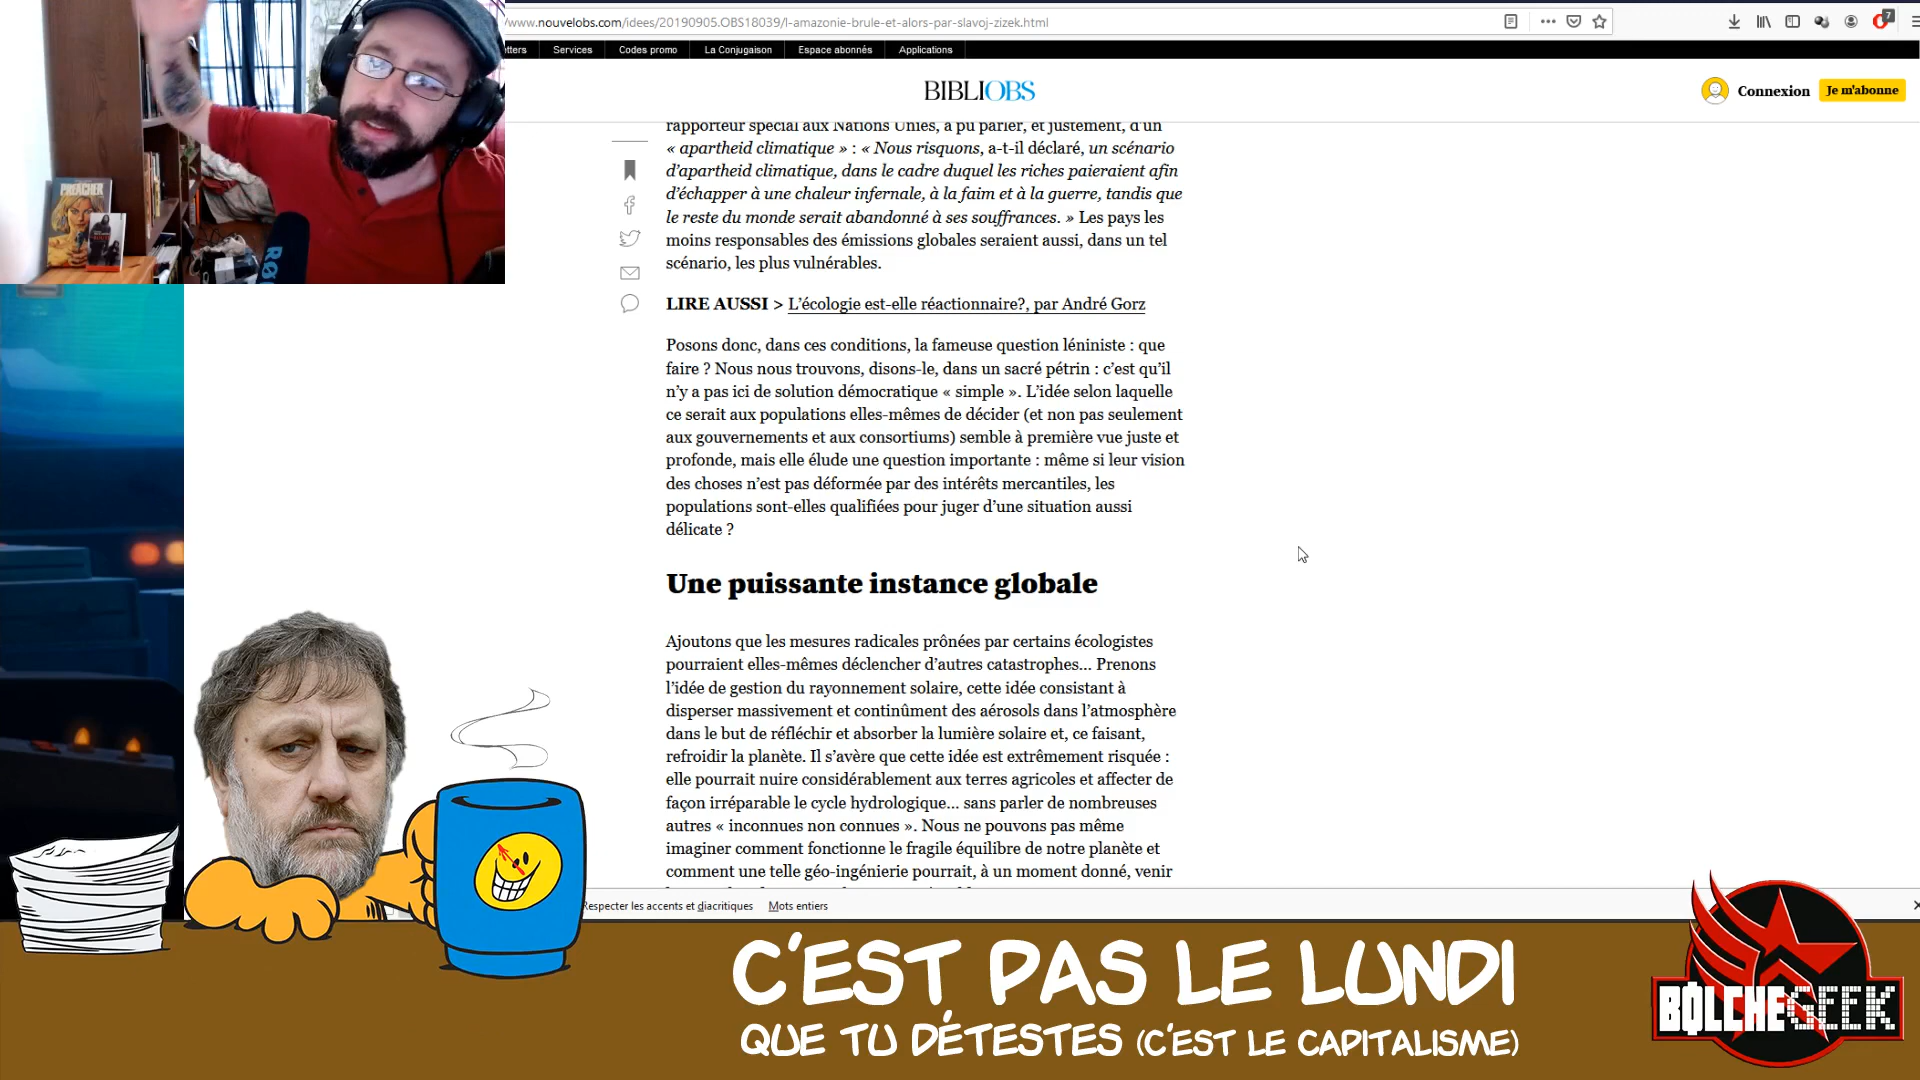 www.nouvelobs.com/idees/20190905.OBS18039/l-amazonie-brule-et-alors-par-slavoj-zizek.html
7
etters Services Codes promo La Conjugaison Espace abonnés Applications
BIBLIOBS
Connexion
Je m'abonne
rapporteur spécial aux Nations Unies, a pu parler, et justement, d'un
« apartheid climatique » : « Nous risquons, a-t-il déclaré, un scénario
d'apartheid climatique, dans le cadre duquel les riches paieraient afin
d'échapper à une chaleur infernale, à la faim et à la guerre, tandis que
le reste du monde serait abandonné à ses souffrances. » Les pays les
moins responsables des émissions globales seraient aussi, dans un tel
scénario, les plus vulnérables.
LIRE AUSSI > L'écologie est-elle réactionnaire?, par André Gorz
Posons donc, dans ces conditions, la fameuse question léniniste : que
faire ? Nous nous trouvons, disons-le, dans un sacré pétrin : c'est qu'il
n'y a pas ici de solution démocratique « simple ». L'idée selon laquelle
ce serait aux populations elles-mêmes de décider (et non pas seulement
aux gouvernements et aux consortiums) semble à première vue juste et
profonde, mais elle élude une question importante : même si leur vision
des choses n'est pas déformée par des intérêts mercantiles, les
populations sont-elles qualifiées pour juger d'une situation aussi
délicate ?
Une puissante instance globale
Ajoutons que les mesures radicales prônées par certains écologistes
pourraient elles-mêmes déclencher d'autres catastrophes... Prenons
l'idée de gestion du rayonnement solaire, cette idée consistant à
disperser massivement et continûment des aérosols dans l'atmosphère
dans le but de réfléchir et absorber la lumière solaire et, ce faisant,
refroidir la planète. Il s'avère que cette idée est extrêmement risquée :
elle pourrait nuire considérablement aux terres agricoles et affecter de
façon irréparable le cycle hydrologique... sans parler de nombreuses
autres « inconnues non connues ». Nous ne pouvons pas même
imaginer comment fonctionne le fragile équilibre de notre planète et
comment une telle géo-ingénierie pourrait, à un moment donné, venir
Respecter les accents et diacritiques Mots entiers
PREACHER
RØ
C'EST PAS LE LUNDI
QUE TU DÉTESTES (C'EST LE CAPITALISME)
BØLCHEGEEK